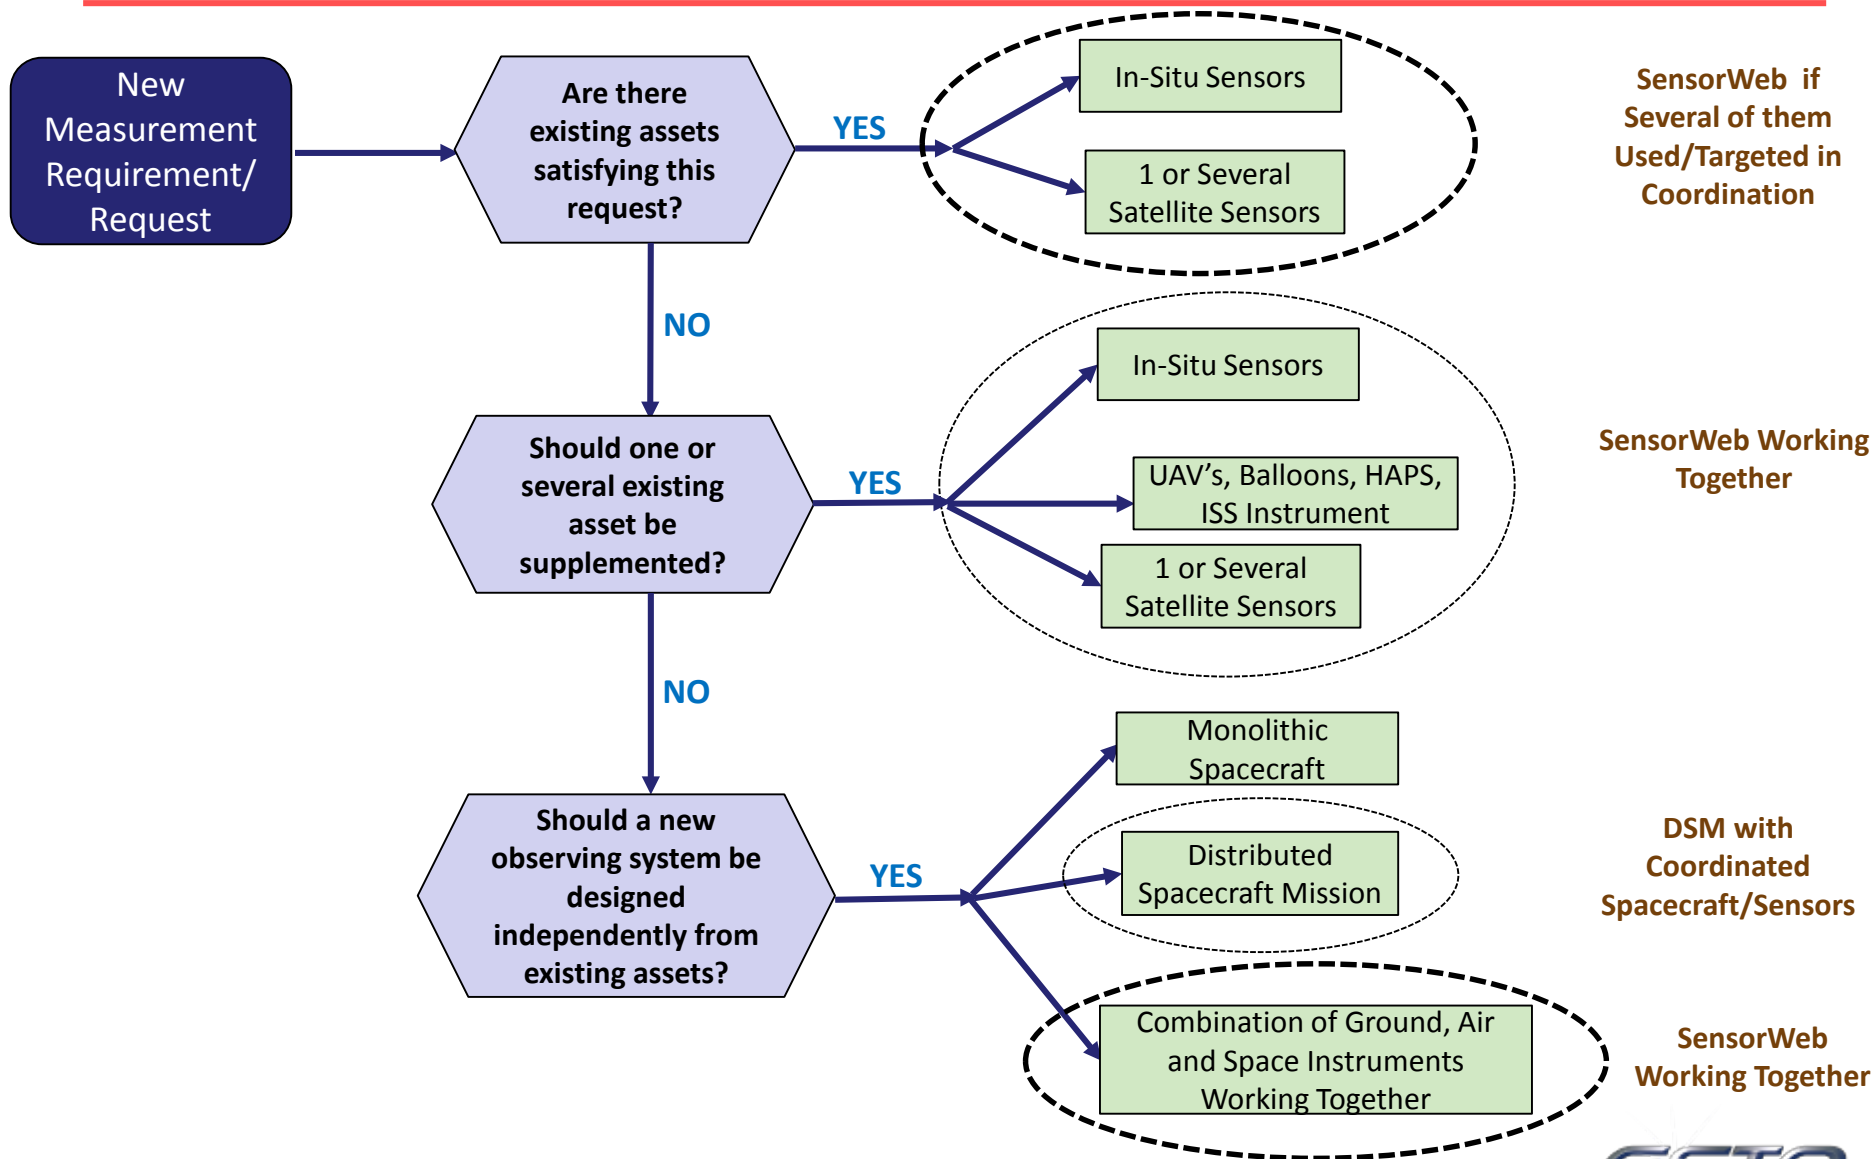 New
Measurement
Requirement/
Request
Are there
existing assets
satisfying this
request?
YES
In-Situ Sensors
1 or Several
Satellite Sensors
SensorWeb if
Several of them
Used/Targeted in
Coordination
NO
Should one or
several existing
asset be
supplemented?
YES
In-Situ Sensors
UAV's, Balloons, HAPS,
ISS Instrument
1 or Several
Satellite Sensors
SensorWeb Working
Together
NO
Should a new
observing system be
designed
independently from
existing assets?
YES
Monolithic
Spacecraft
Distributed
Spacecraft Mission
DSM with
Coordinated
Spacecraft/Sensors
Combination of Ground, Air
and Space Instruments
Working Together
SensorWeb
Working Together